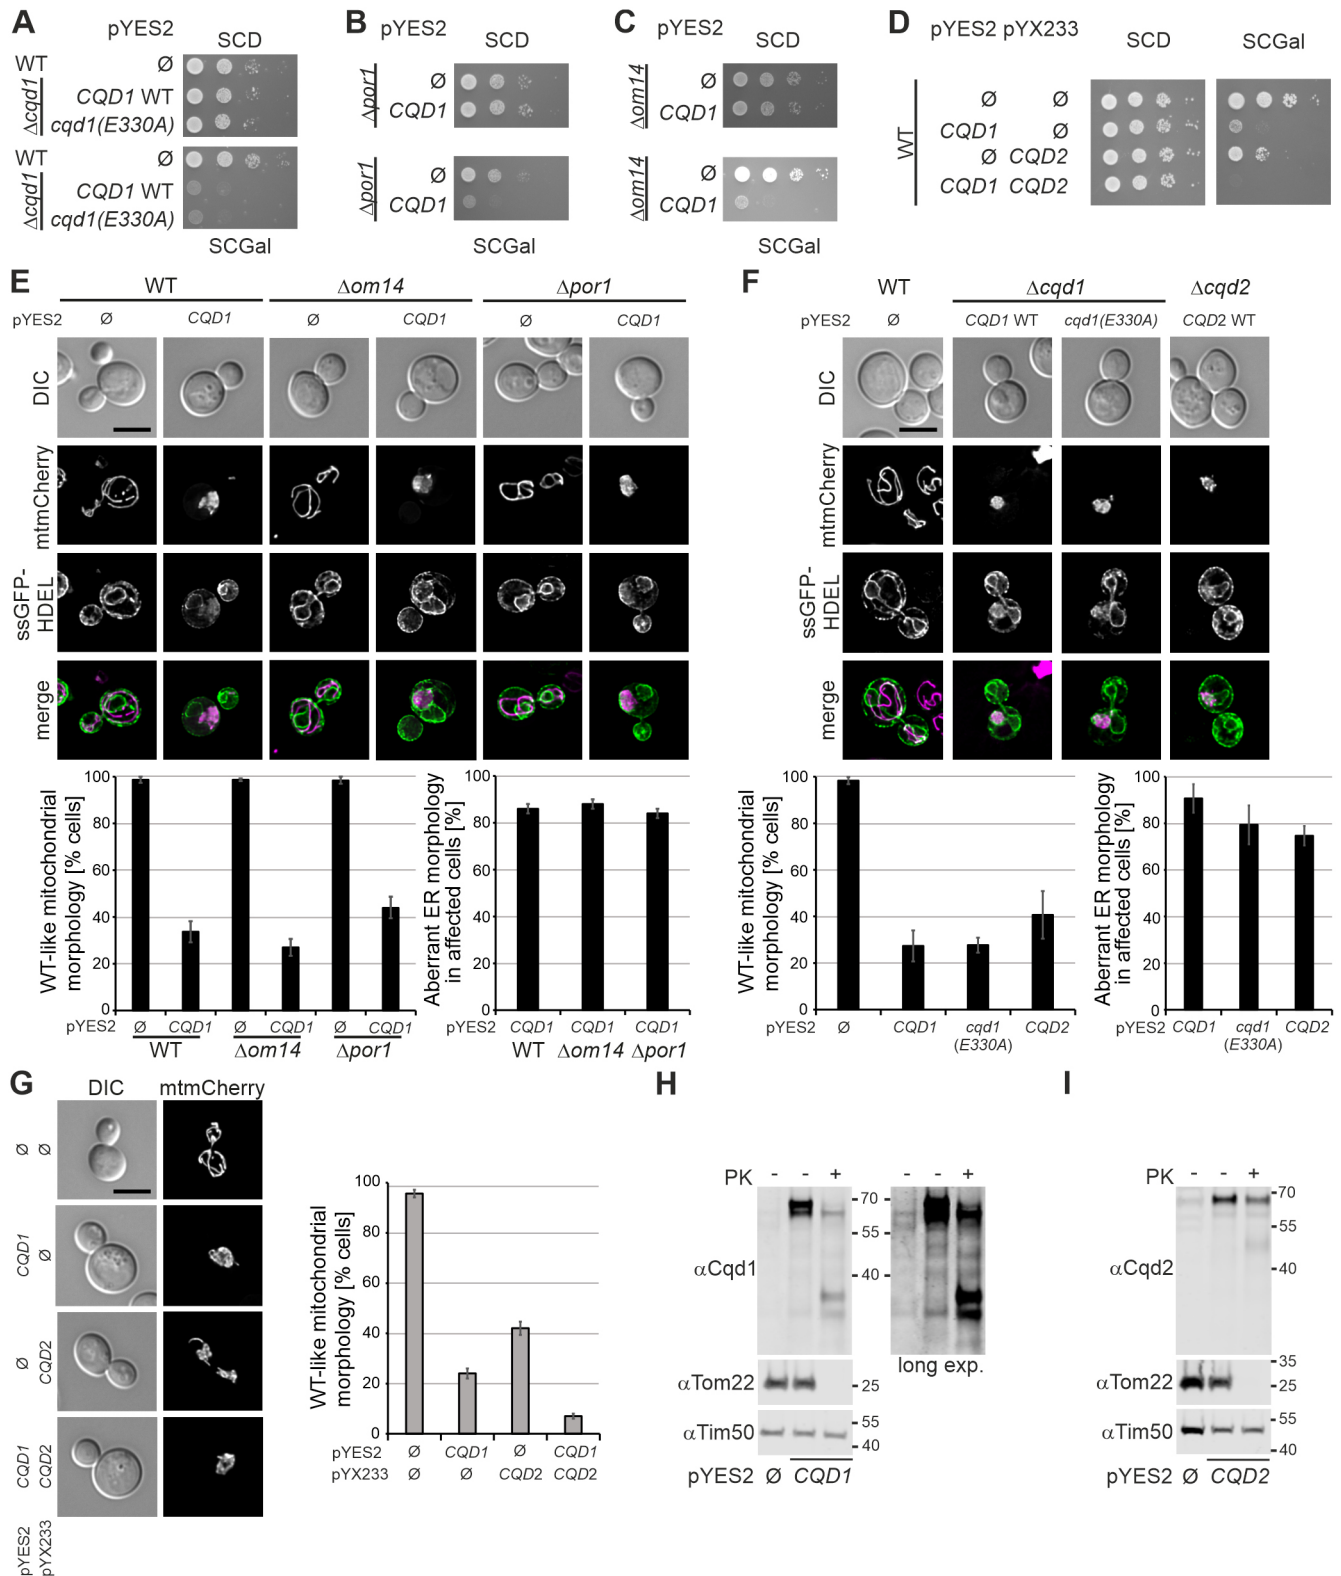 A
pYES2
SCD
WT
Ø
Δcqd1
CQD1 WT
cqd1(E330A)
WT
Ø
Δcqd1
CQD1 WT
cqd1(E330A)
SCGal
B
pYES2
SCD
Δpor1
Ø
CQD1
Δpor1
Ø
CQD1
SCGal
C
pYES2
SCD
Δom14
Ø
CQD1
Δom14
Ø
CQD1
SCGal
D
pYES2 pYX233
SCD
SCGal
WT
Ø Ø
CQD1 Ø
Ø CQD2
CQD1 CQD2
E
WT Δom14 Δpor1
pYES2 Ø CQD1 Ø CQD1 Ø CQD1
DIC
mtmCherry
ssGFP-
HDEL
merge
WT-like mitochondrial
morphology [% cells]
100
80
60
40
20
0
pYES2 Ø CQD1 Ø CQD1 Ø CQD1
WT Δom14 Δpor1
Aberrant ER morphology
in affected cells [%]
100
80
60
40
20
0
pYES2 CQD1 CQD1 CQD1
WT Δom14 Δpor1
F
WT Δcqd1 Δcqd2
pYES2 Ø CQD1 WT cqd1(E330A) CQD2 WT
DIC
mtmCherry
ssGFP-
HDEL
merge
WT-like mitochondrial
morphology [% cells]
100
80
60
40
20
0
pYES2 Ø CQD1 cqd1 CQD2
(E330A)
Aberrant ER morphology
in affected cells [%]
100
80
60
40
20
0
pYES2 CQD1 cqd1 CQD2
(E330A)
G
DIC mtmCherry
Ø Ø
CQD1 Ø
Ø CQD2
CQD1 CQD2
pYES2
pYX233
WT-like mitochondrial
morphology [% cells]
100
80
60
40
20
0
pYES2 Ø CQD1 Ø CQD1
pYX233 Ø Ø CQD2 CQD2
H
PK - - + - - +
70
55
40
αCqd1
long exp.
αTom22
25
αTim50
55
40
pYES2 Ø CQD1
I
PK - - +
70
55
40
αCqd2
35
αTom22
25
αTim50
55
40
pYES2 Ø CQD2